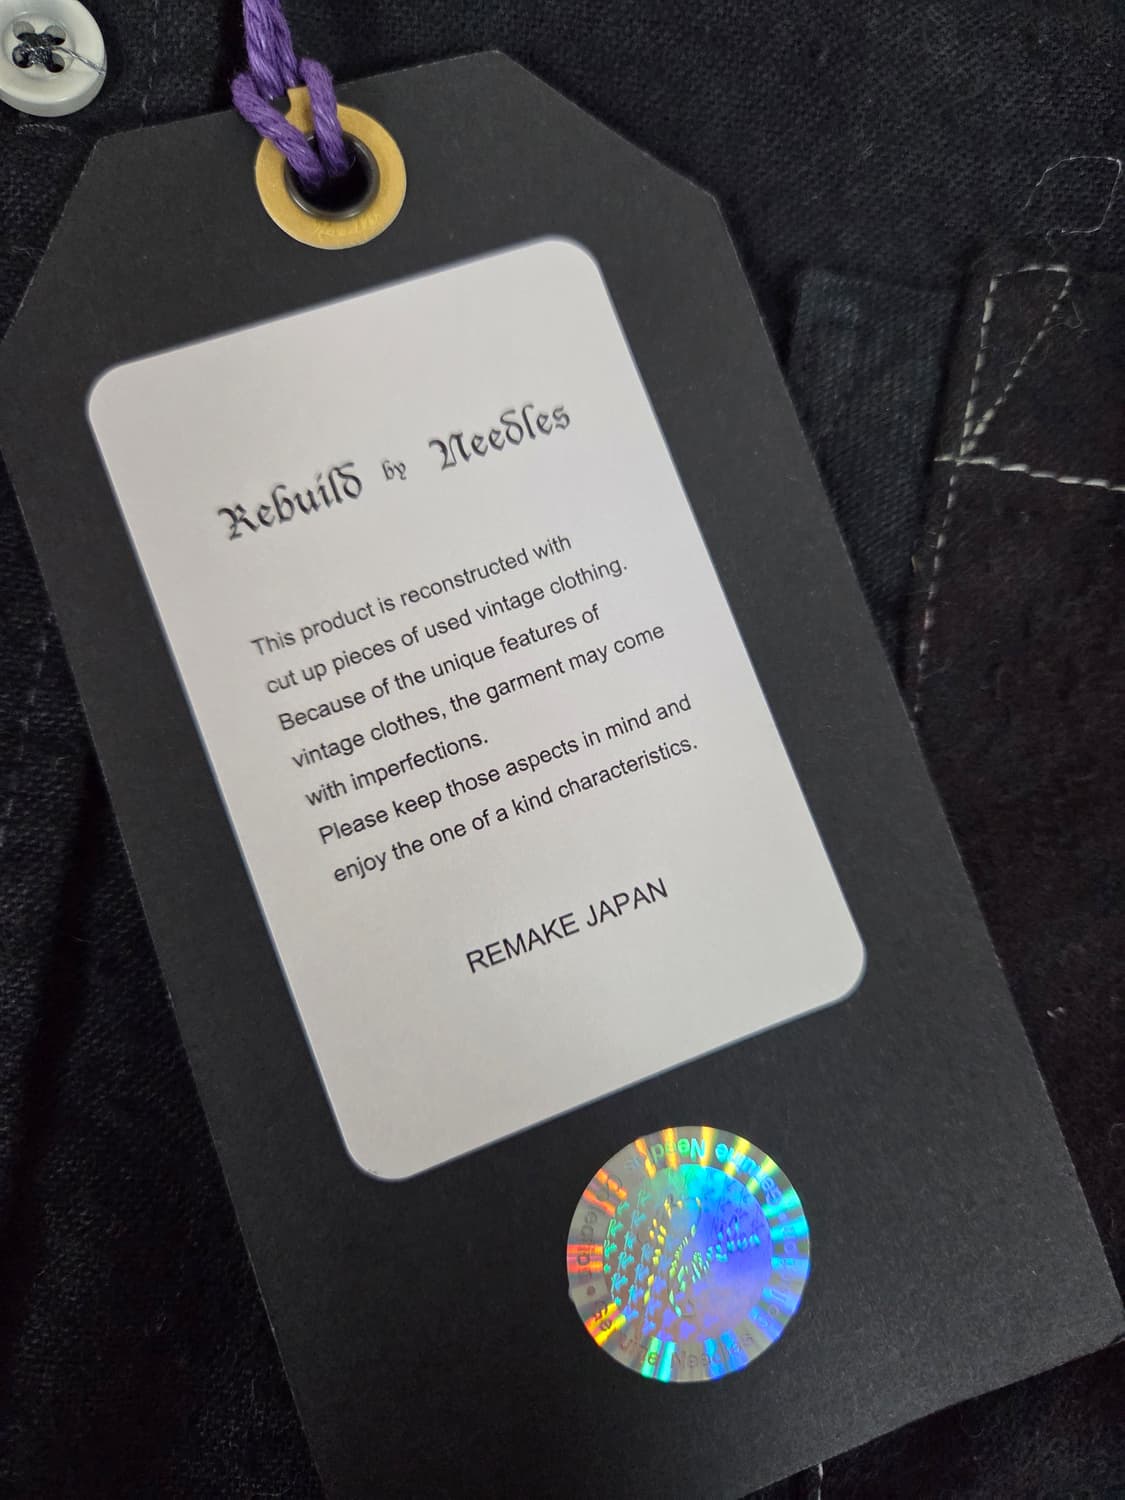 Rebuild by Needles
This product is reconstructed with
cut up pieces of used vintage clothing.
Because of the unique features of
vintage clothes, the garment may come
with imperfections.
Please keep those aspects in mind and
enjoy the one of a kind characteristics.
REMAKE JAPAN
Needles
Needles